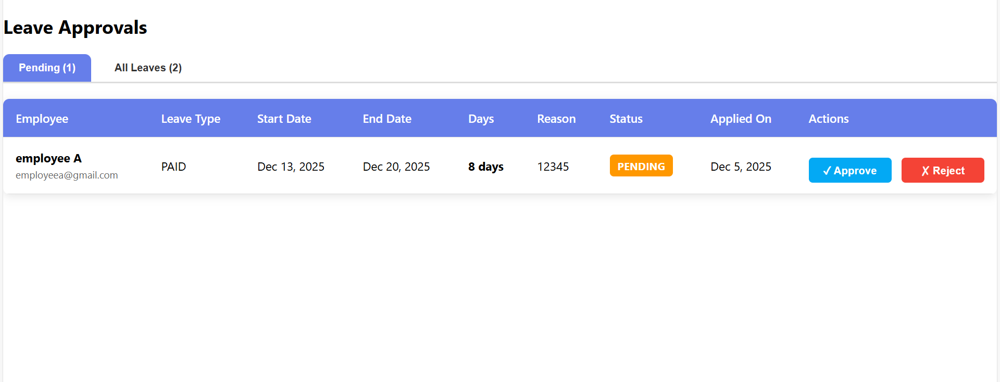 Leave Approvals
Pending (1) All Leaves (2)
Employee Leave Type Start Date End Date Days Reason Status Applied On Actions
employee A
employeea@gmail.com
PAID Dec 13, 2025 Dec 20, 2025 8 days 12345 PENDING Dec 5, 2025 ✓ Approve ✗ Reject